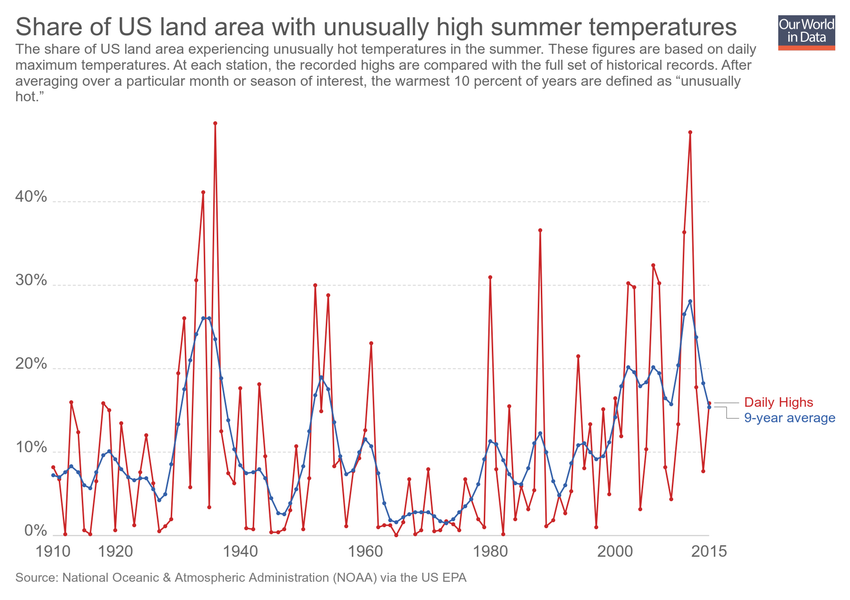 Share of US land area with unusually high summer temperatures
Our World
in Data
The share of US land area experiencing unusually hot temperatures in the summer. These figures are based on daily
maximum temperatures. At each station, the recorded highs are compared with the full set of historical records. After
averaging over a particular month or season of interest, the warmest 10 percent of years are defined as “unusually
hot.”
40%
30%
20%
10%
0%
Daily Highs
9-year average
1910 1920 1940 1960 1980 2000 2015
Source: National Oceanic & Atmospheric Administration (NOAA) via the US EPA